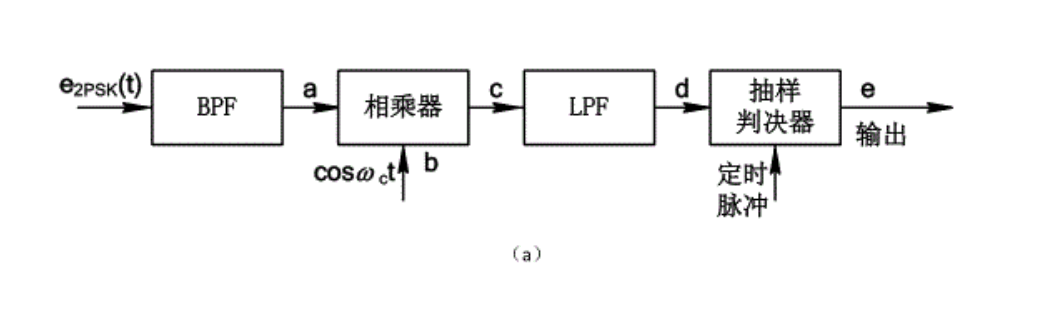 e2PSK(t)
BPF
a
相乘器
c
LPF
d
抽样
判决器
e
输出
cosωct
b
定时
脉冲
（a）